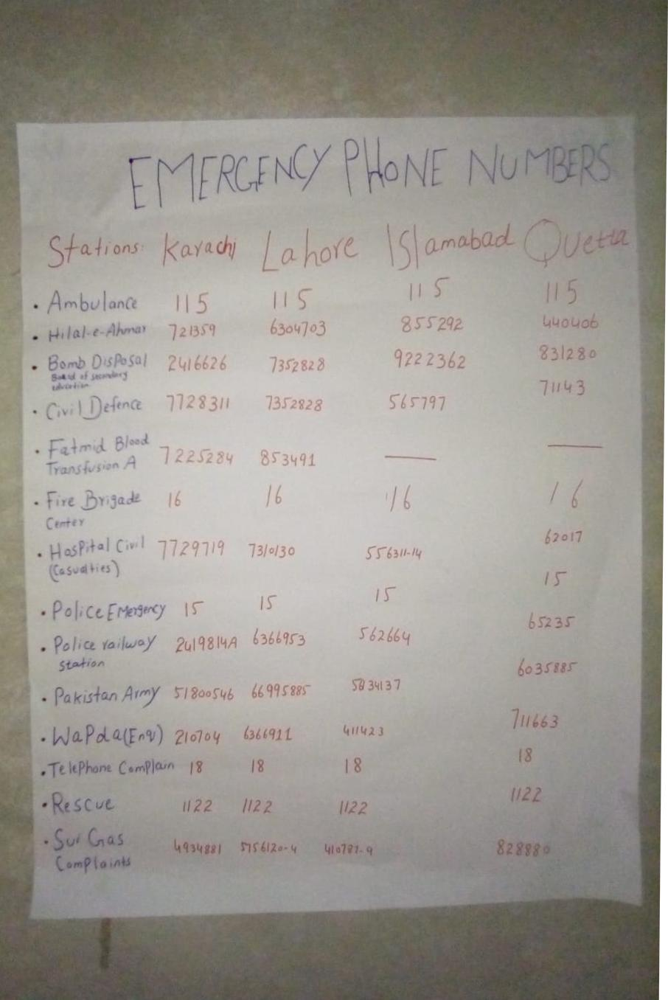 EMERGENCY PHONE NUMBERS
Stations: Karachi Lahore Islamabad Quetta
• Ambulance 115 115 115 115
• Hilal-e-Ahmar 721359 6304703 855292 440406
• Bomb Disposal 2416626 7352828 9222362 831280
Board of secondary
education
• Civil Defence 7728311 7352828 565797 71143
• Fatmid Blood
Transfusion A 7225284 853491 — —
• Fire Brigade 16 16 16 16
Center
• Hospital Civil 7729719 7310130 556311-14 62017
(Casualties)
• Police Emergency 15 15 15 15
• Police railway 2419814A 6366953 562664 65235
Station
• Pakistan Army 51800546 66995885 5834137 6035885
• Wapda (Enq) 210704 6366911 411423 711663
• Telephone Complain 18 18 18 18
• Rescue 1122 1122 1122 1122
• Sui Gas
Complaints 4934881 5756120-4 410787-9 828880